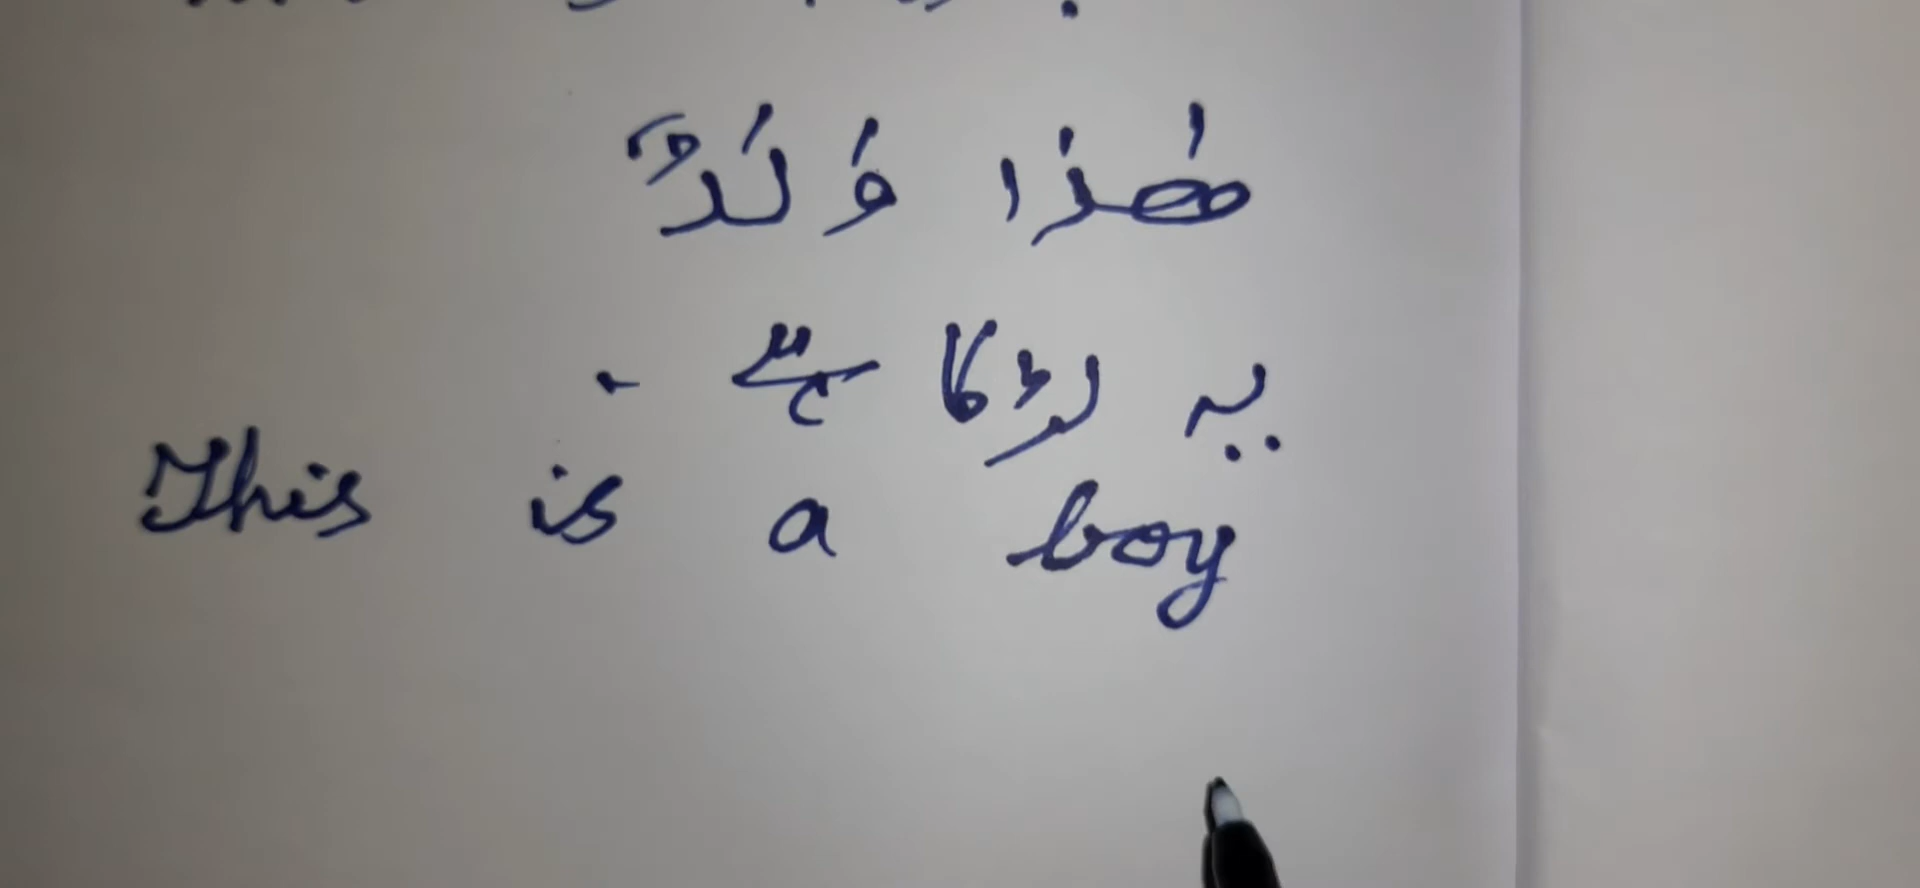 ھٰذَا وَلَدٌ
یہ لڑکا ہے ۔
This is a boy